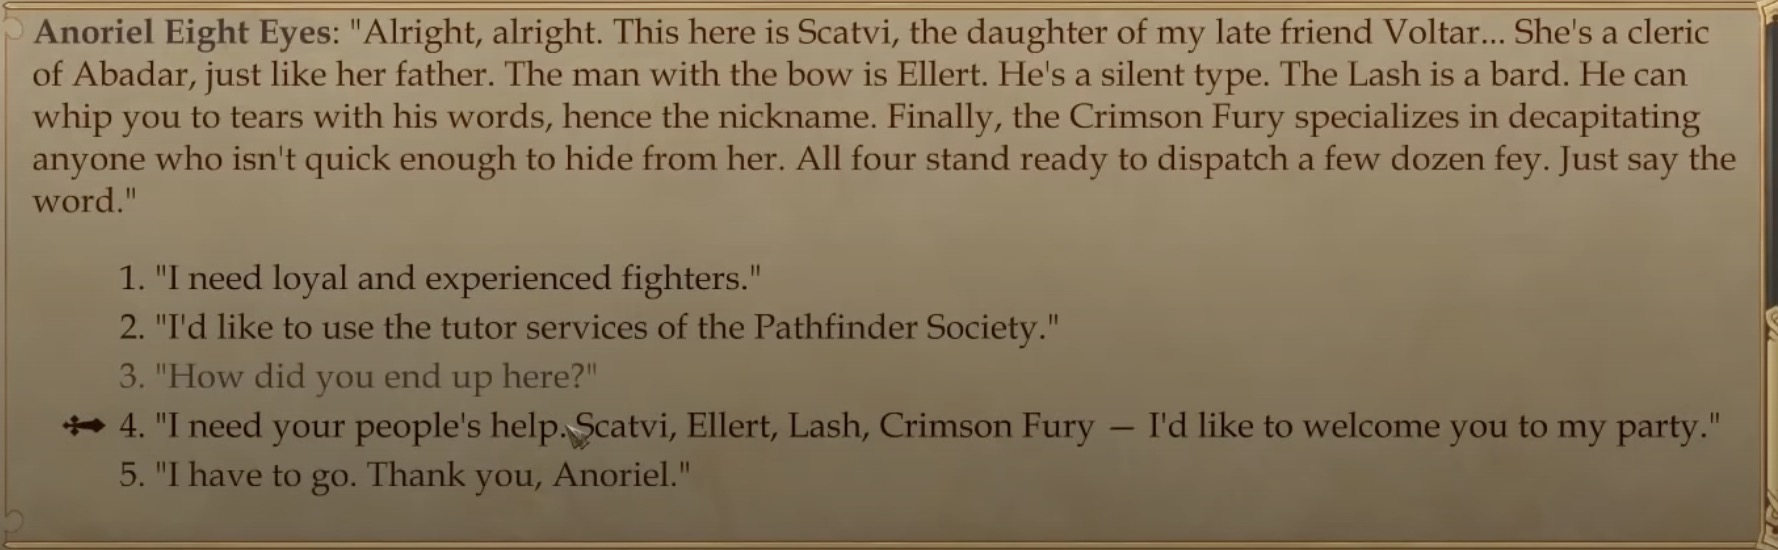 Anoriel Eight Eyes: "Alright, alright. This here is Scatvi, the daughter of my late friend Voltar... She's a cleric
of Abadar, just like her father. The man with the bow is Ellert. He's a silent type. The Lash is a bard. He can
whip you to tears with his words, hence the nickname. Finally, the Crimson Fury specializes in decapitating
anyone who isn't quick enough to hide from her. All four stand ready to dispatch a few dozen fey. Just say the
word."
1. "I need loyal and experienced fighters."
2. "I'd like to use the tutor services of the Pathfinder Society."
3. "How did you end up here?"
4. "I need your people's help. Scatvi, Ellert, Lash, Crimson Fury — I'd like to welcome you to my party."
5. "I have to go. Thank you, Anoriel."